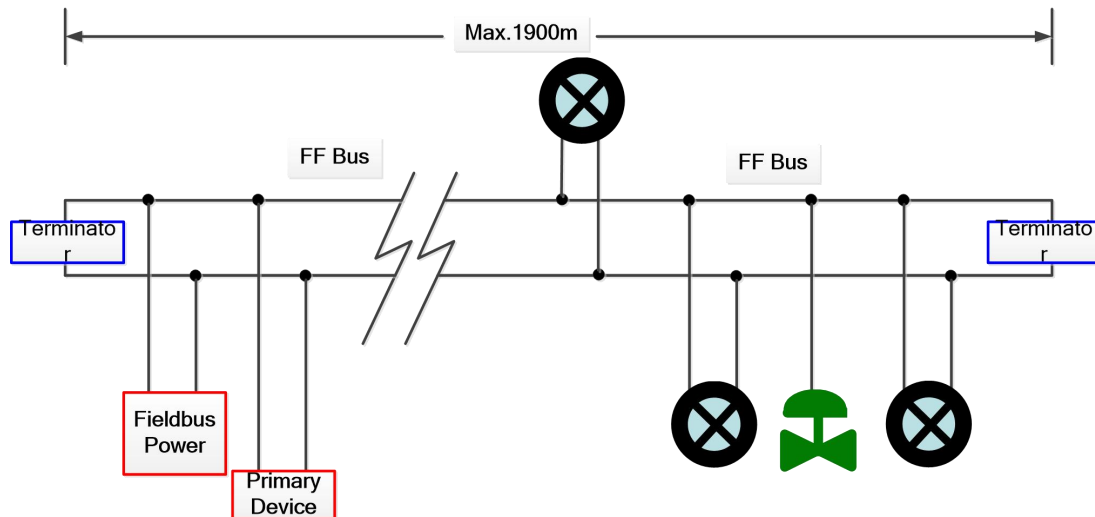 Max.1900m
FF Bus
FF Bus
Terminato
r
Terminato
r
Fieldbus
Power
Primary
Device